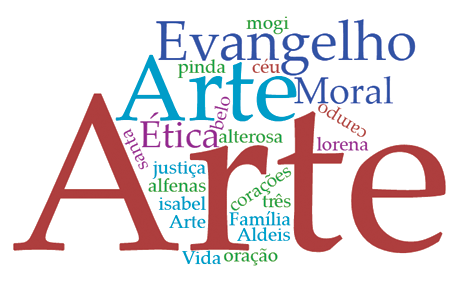 mogi
Evangelho
pinda
céu
Arte
Moral
belo
campo
Ética
santa
alterosa
lorena
Arte
justiça
corações
alfenas
isabel
três
Arte
Família
Aldeis
Vida
oração